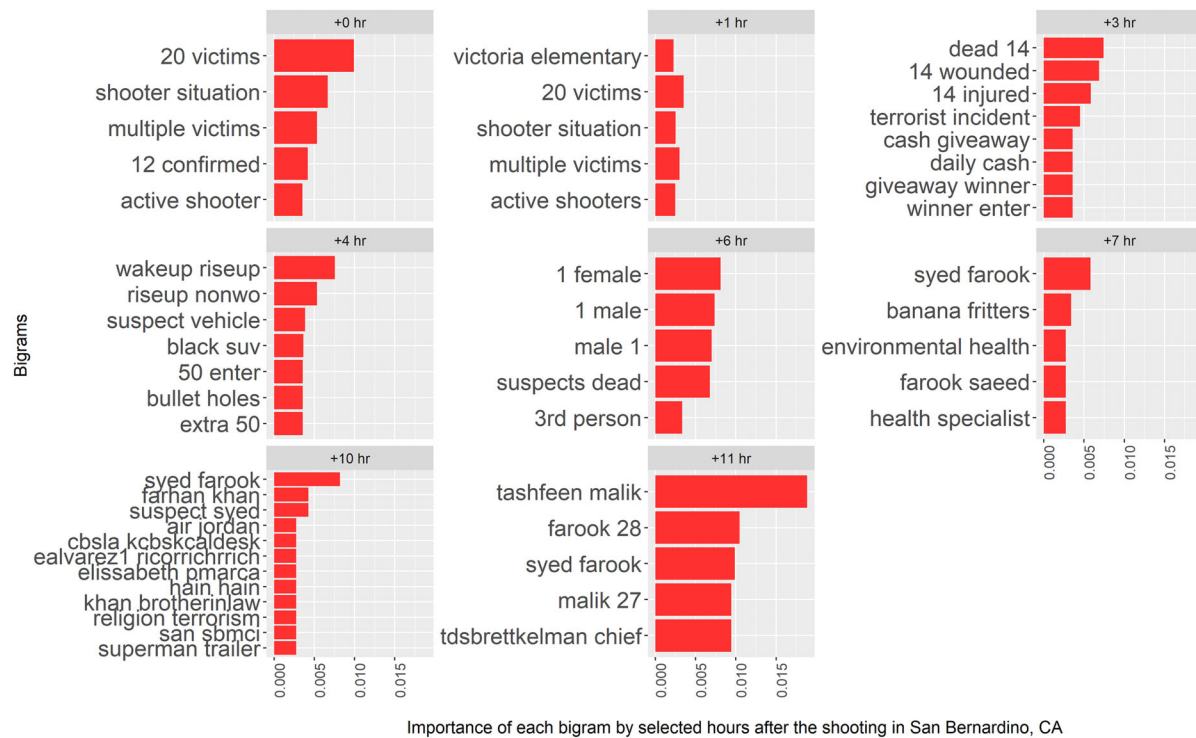 +0 hr
20 victims
shooter situation
multiple victims
12 confirmed
active shooter
+1 hr
victoria elementary
20 victims
shooter situation
multiple victims
active shooters
+3 hr
dead 14
14 wounded
14 injured
terrorist incident
cash giveaway
daily cash
giveaway winner
winner enter
Bigrams
+4 hr
wakeup riseup
riseup nonwo
suspect vehicle
black suv
50 enter
bullet holes
extra 50
+6 hr
1 female
1 male
male 1
suspects dead
3rd person
+7 hr
syed farook
banana fritters
environmental health
farook saeed
health specialist
0.000
0.005
0.010
0.015
+10 hr
syed farook
farhan khan
suspect syed
air jordan
cbsla kcbskcaldesk
ealvarez1 ricorrichrrich
elissabeth pmarca
hain hain
khan brotherinlaw
religion terrorism
san sbmci
superman trailer
0.000
0.005
0.010
0.015
+11 hr
tashfeen malik
farook 28
syed farook
malik 27
tdsbrettkelman chief
0.000
0.005
0.010
0.015
Importance of each bigram by selected hours after the shooting in San Bernardino, CA